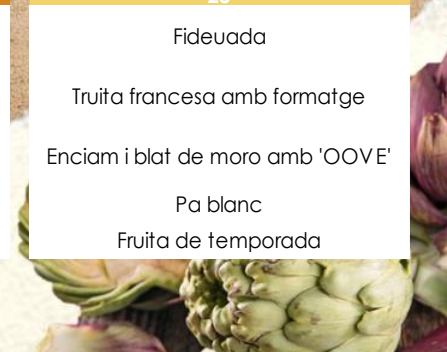 Fideuada
Truita francesa amb formatge
Enciam i blat de moro amb 'OOVE'
Pa blanc
Fruita de temporada